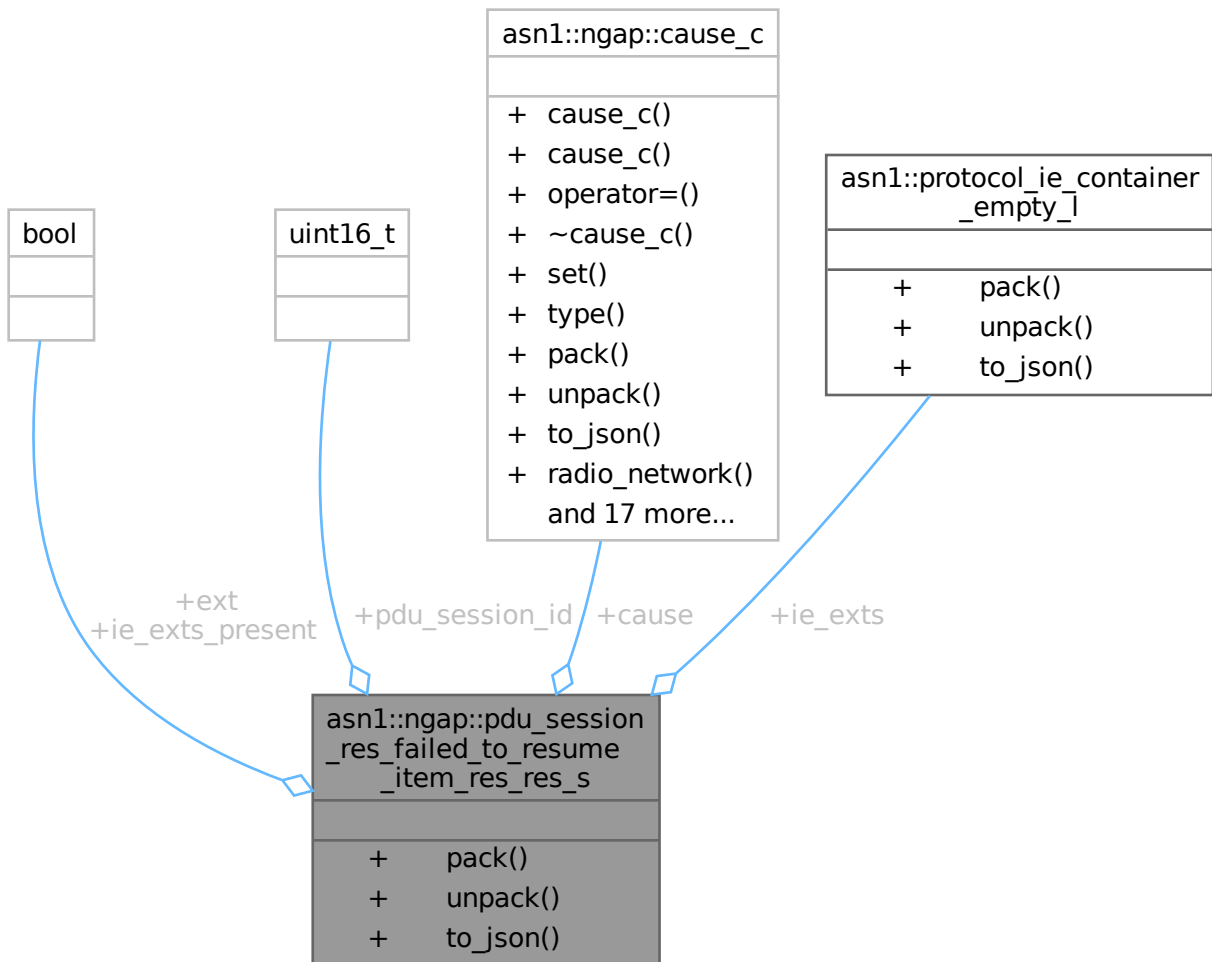 asn1::ngap::cause_c
+ cause_c()
+ cause_c()
+ operator=()
+ ~cause_c()
+ set()
+ type()
+ pack()
+ unpack()
+ to_json()
+ radio_network()
and 17 more...
asn1::protocol_ie_container
_empty_l
+ pack()
+ unpack()
+ to_json()
bool
uint16_t
+ext
+ie_exts_present
+pdu_session_id
+cause
+ie_exts
asn1::ngap::pdu_session
_res_failed_to_resume
_item_res_res_s
+ pack()
+ unpack()
+ to_json()